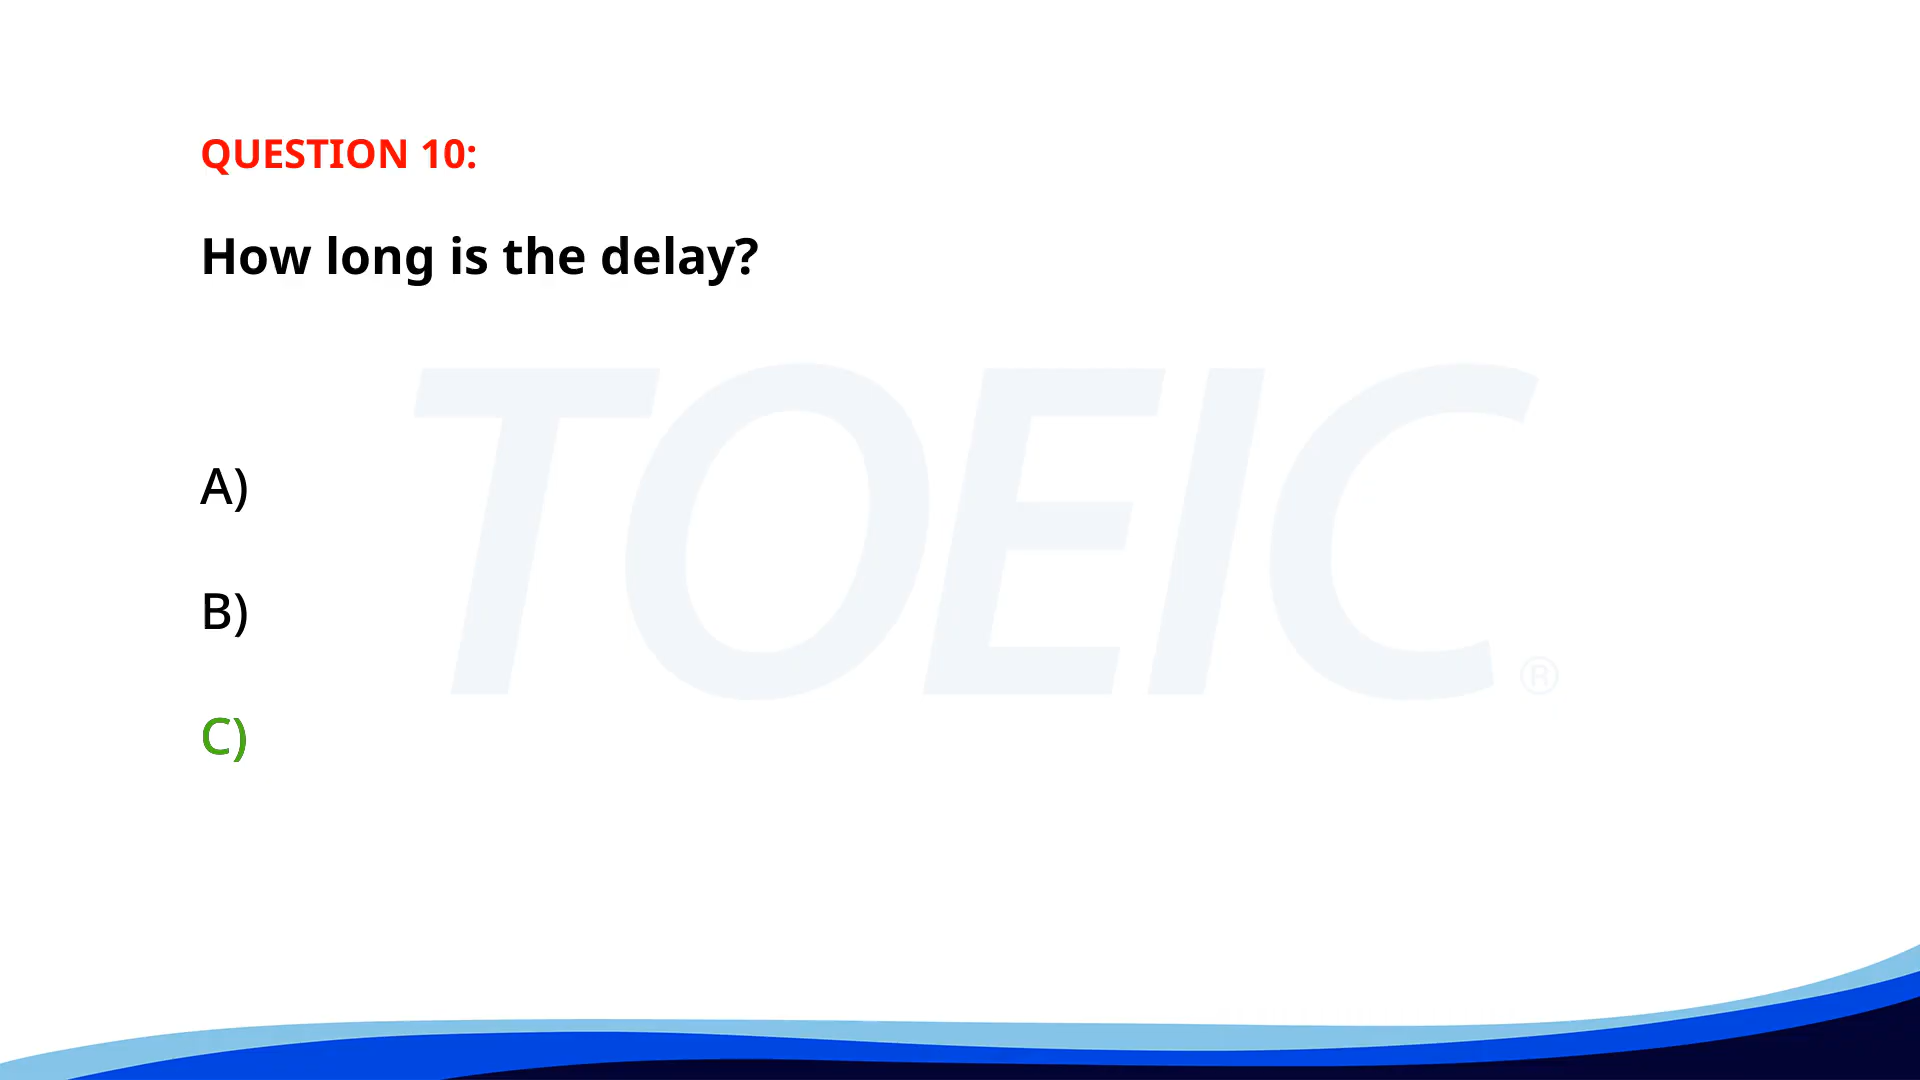 QUESTION 10:
How long is the delay?
TOEIC®
A)
B)
C)